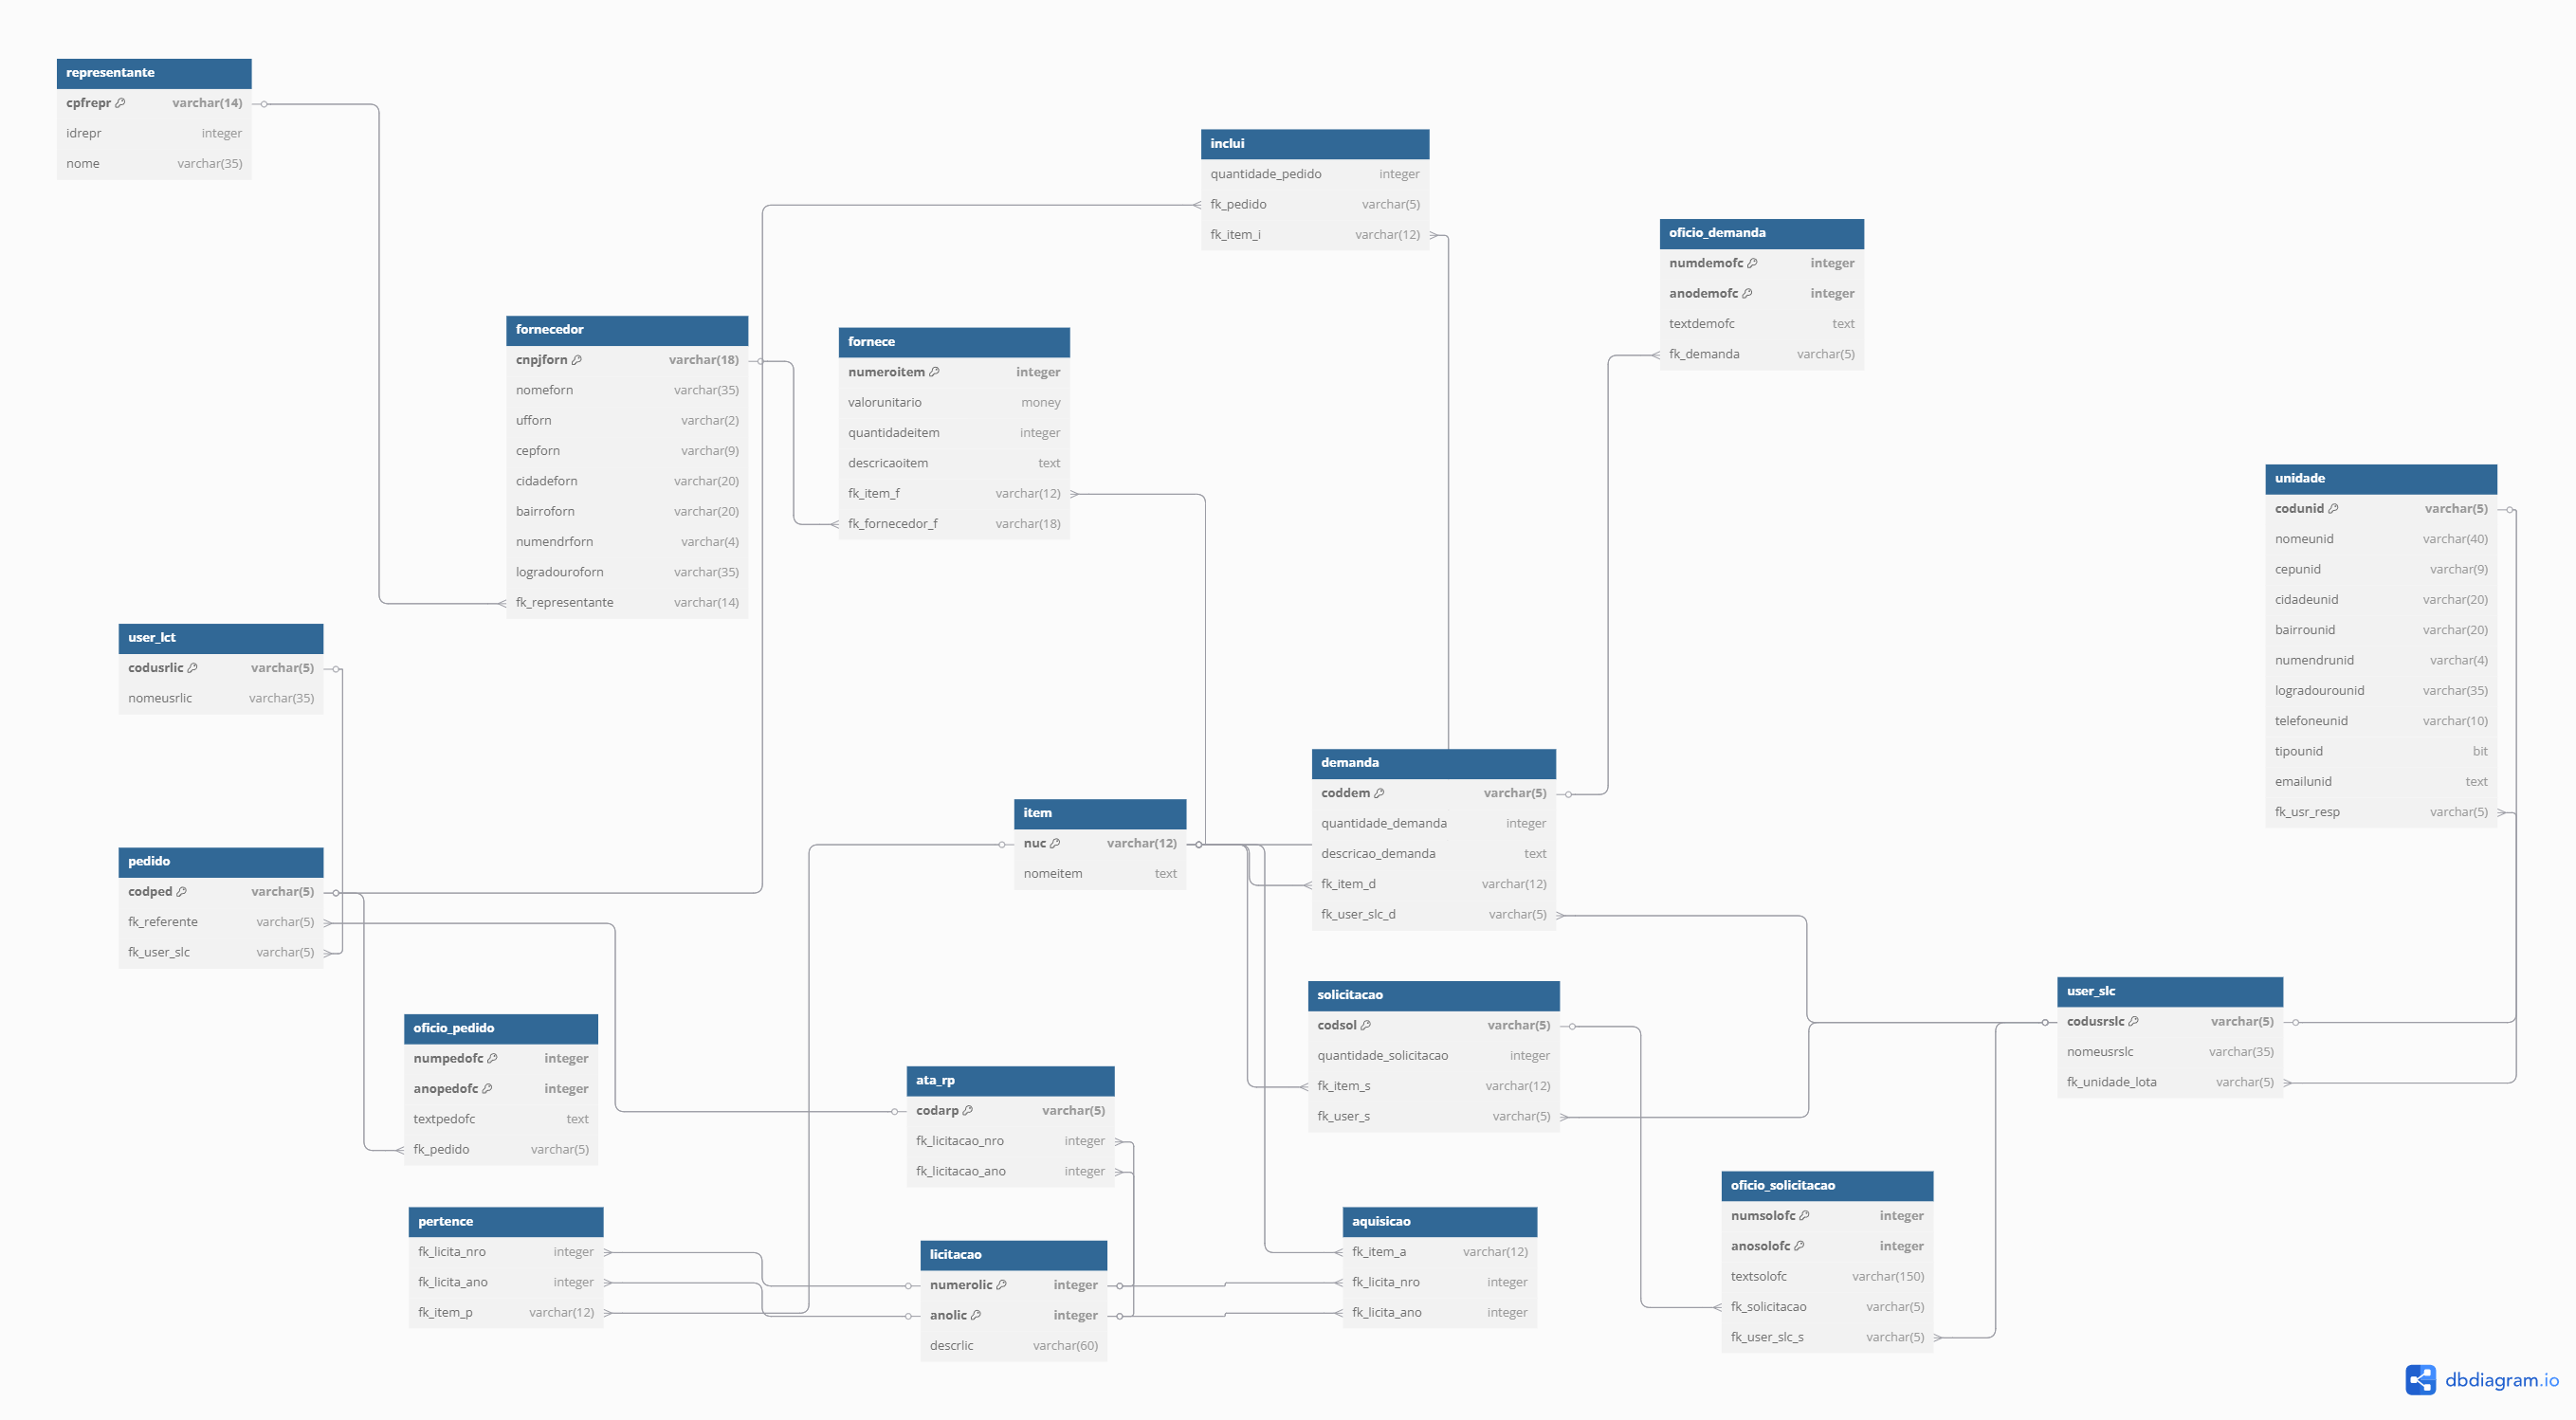 representante
cpfrepr varchar(14)
idrepr integer
nome varchar(35)
inclui
quantidade_pedido integer
fk_pedido varchar(5)
fk_item_i varchar(12)
oficio_demanda
numdemofc integer
anodemofc integer
textdemofc text
fk_demanda varchar(5)
fornecedor
cnpjforn varchar(18)
nomeforn varchar(35)
ufforn varchar(2)
cepforn varchar(9)
cidadeforn varchar(20)
bairroforn varchar(20)
numendrforn varchar(4)
logradouroforn varchar(35)
fk_representante varchar(14)
fornece
numeroitem integer
valorunitario money
quantidadeitem integer
descricaoitem text
fk_item_f varchar(12)
fk_fornecedor_f varchar(18)
unidade
codunid varchar(5)
nomeunid varchar(40)
cepunid varchar(9)
cidadeunid varchar(20)
bairrounid varchar(20)
numendrunid varchar(4)
logradourounid varchar(35)
telefoneunid varchar(10)
tipounid bit
emailunid text
fk_usr_resp varchar(5)
user_lct
codusrlic varchar(5)
nomeusrlic varchar(35)
demanda
coddem varchar(5)
quantidade_demanda integer
descricao_demanda text
fk_item_d varchar(12)
fk_user_slc_d varchar(5)
item
nuc varchar(12)
nomeitem text
pedido
codped varchar(5)
fk_referente varchar(5)
fk_user_slc varchar(5)
solicitacao
codsol varchar(5)
quantidade_solicitacao integer
fk_item_s varchar(12)
fk_user_s varchar(5)
user_slc
codusrslc varchar(5)
nomeusrslc varchar(35)
fk_unidade_lota varchar(5)
oficio_pedido
numpedofc integer
anopedofc integer
textpedofc text
fk_pedido varchar(5)
ata_rp
codarp varchar(5)
fk_licitacao_nro integer
fk_licitacao_ano integer
oficio_solicitacao
numsolofc integer
anosolofc integer
textsolofc varchar(150)
fk_solicitacao varchar(5)
fk_user_slc_s varchar(5)
pertence
fk_licita_nro integer
fk_licita_ano integer
fk_item_p varchar(12)
licitacao
numerolic integer
anolic integer
descrlic varchar(60)
aquisicao
fk_item_a varchar(12)
fk_licita_nro integer
fk_licita_ano integer
dbdiagram.io